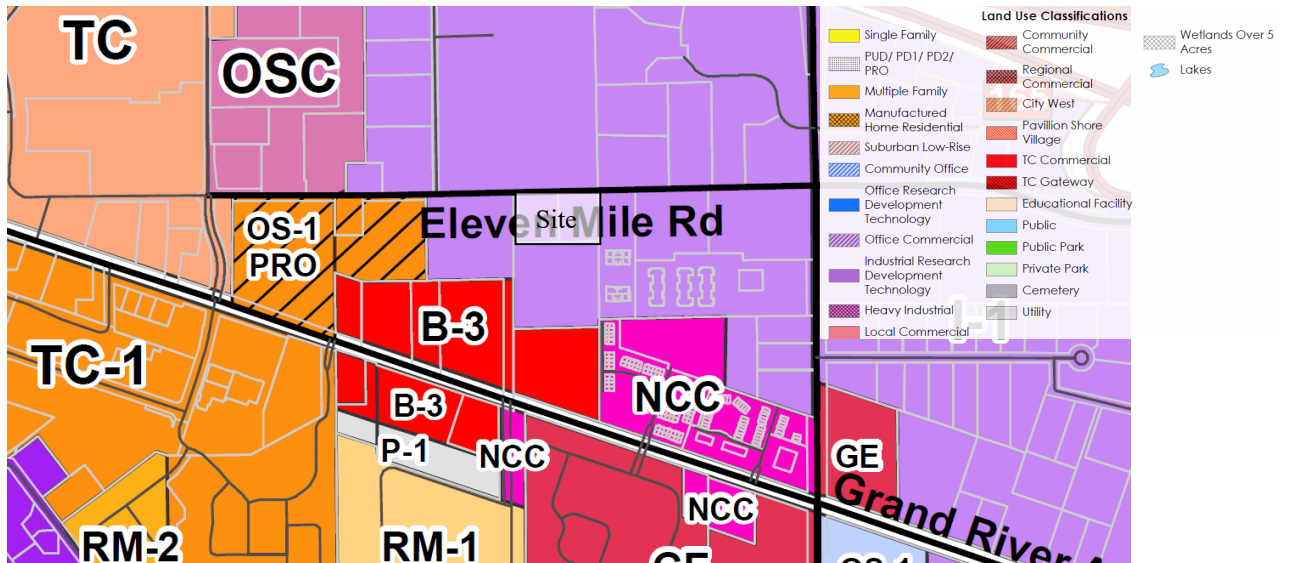 TC
OSC
OS-1
PRO
Eleven Mile Rd
Site
B-3
TC-1
B-3
NCC
P-1
NCC
GE
NCC
Grand River A
RM-2
RM-1
GE
OS-1
I-1
165
Land Use Classifications
Single Family
PUD/ PD1/ PD2/
PRO
Multiple Family
Manufactured
Home Residential
Suburban Low-Rise
Community Office
Office Research
Development
Technology
Office Commercial
Industrial Research
Development
Technology
Heavy Industrial
Local Commercial
Community
Commercial
Regional
Commercial
City West
Pavillion Shore
Village
TC Commercial
TC Gateway
Educational Facility
Public
Public Park
Private Park
Cemetery
Utility
Wetlands Over 5
Acres
Lakes